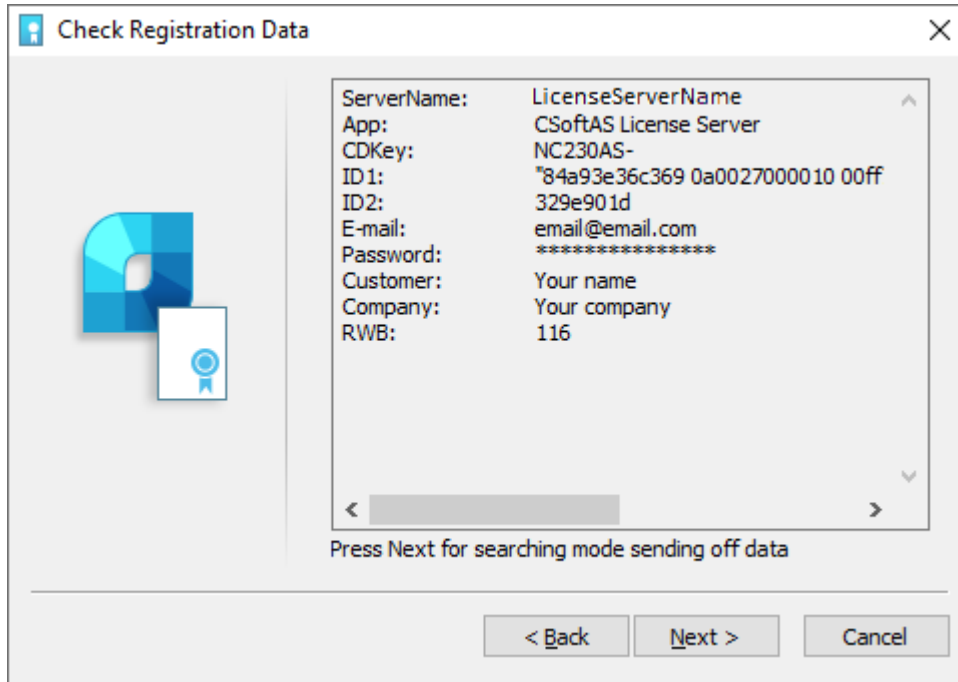 Check Registration Data
ServerName: LicenseServerName
App: CSoftAS License Server
CDKey: NC230AS-
ID1: "84a93e36c369 0a0027000010 00ff
ID2: 329e901d
E-mail: email@email.com
Password: ***************
Customer: Your name
Company: Your company
RWB: 116
Press Next for searching mode sending off data
< Back Next > Cancel